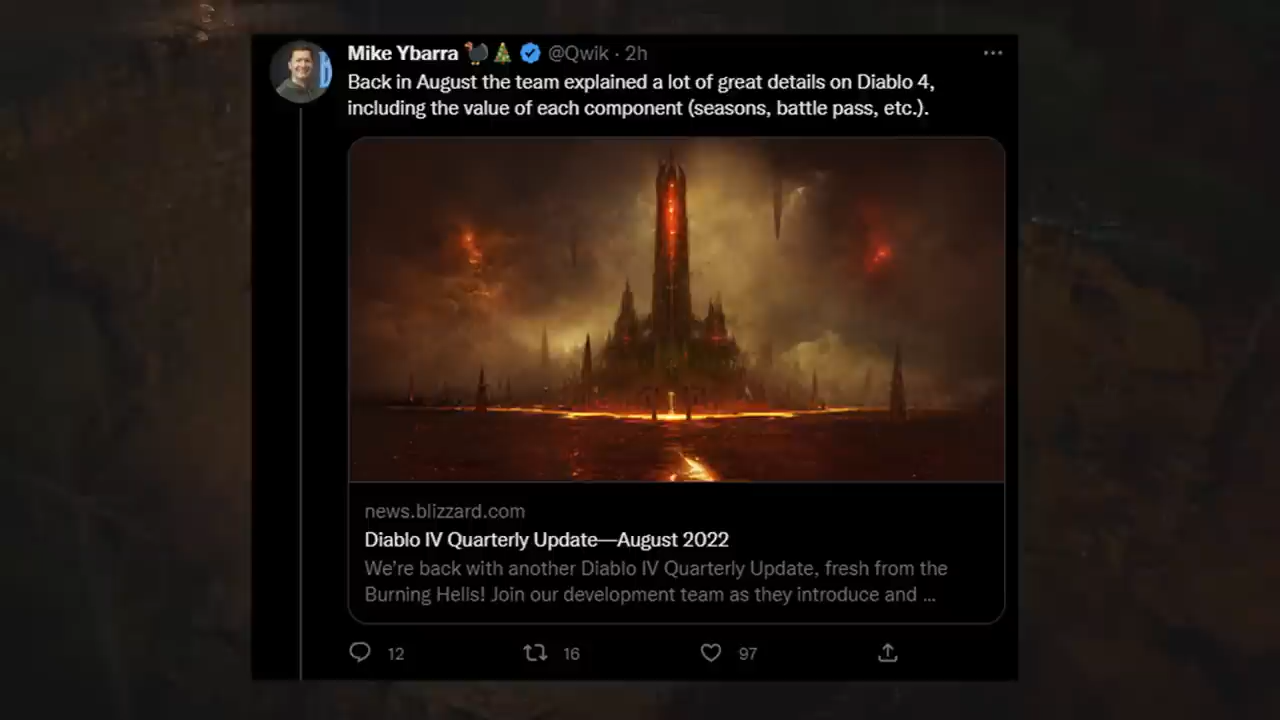 Mike Ybarra 🦃🎄 @Qwik · 2h
Back in August the team explained a lot of great details on Diablo 4,
including the value of each component (seasons, battle pass, etc.).
news.blizzard.com
Diablo IV Quarterly Update—August 2022
We're back with another Diablo IV Quarterly Update, fresh from the
Burning Hells! Join our development team as they introduce and ...
12 16 97